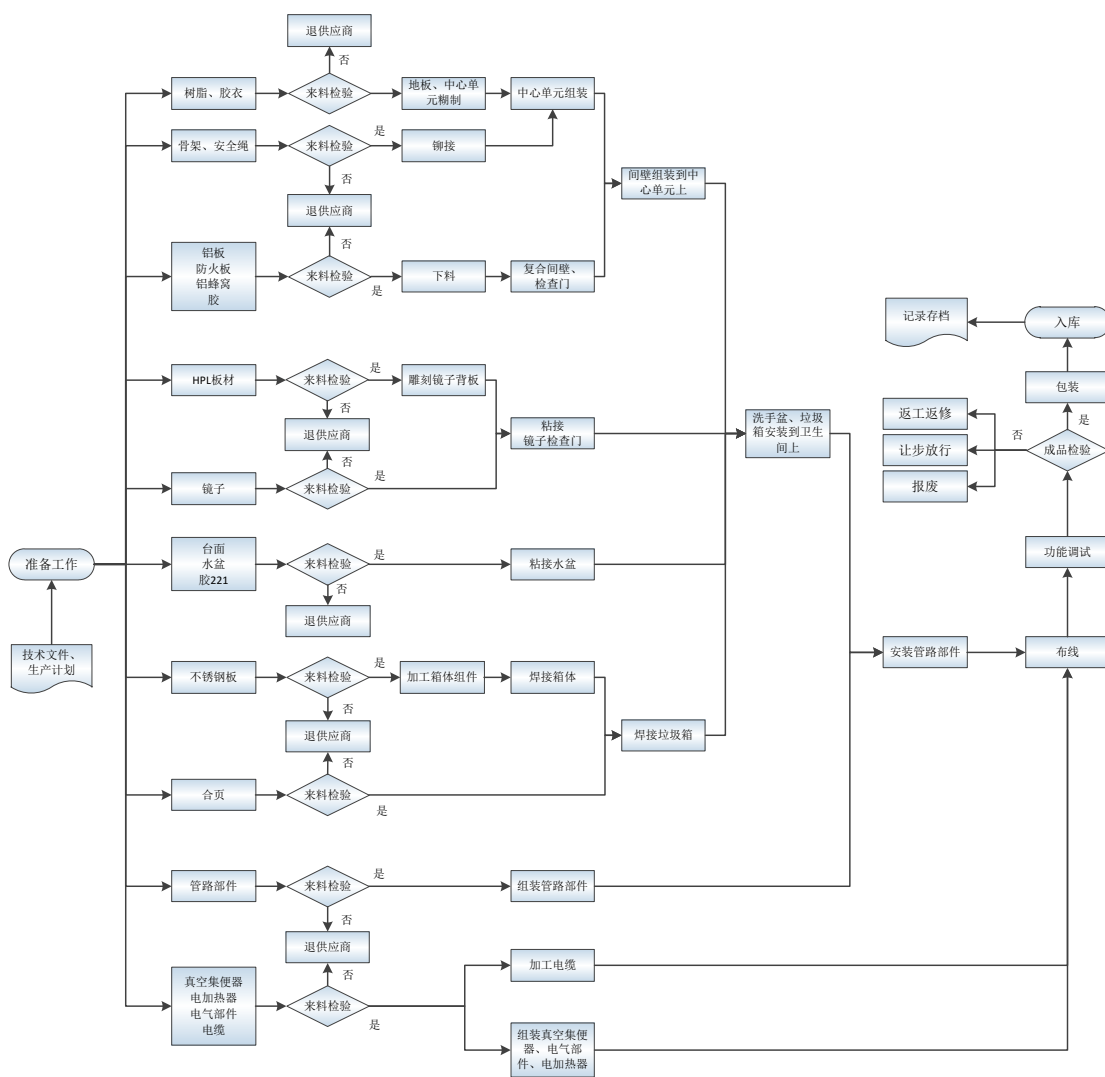 退供应商
否
树脂、胶衣
来料检验
地板、中心单
元糊制
中心单元组装
骨架、安全绳
来料检验
是
铆接
否
间壁组装到中
心单元上
退供应商
否
铝板
防火板
铝蜂窝
胶
来料检验
是
下料
复合间壁、
检查门
记录存档
入库
HPL板材
来料检验
是
雕刻镜子背板
包装
否
是
退供应商
粘接
镜子检查门
洗手盆、垃圾
箱安装到卫生
间上
返工返修
否
让步放行
成品检验
报废
否
镜子
来料检验
是
准备工作
台面
水盆
胶221
来料检验
是
粘接水盆
功能调试
否
退供应商
技术文件、
生产计划
安装管路部件
布线
不锈钢板
来料检验
是
加工箱体组件
焊接箱体
否
退供应商
焊接垃圾箱
否
合页
来料检验
是
管路部件
来料检验
是
组装管路部件
否
退供应商
否
加工电缆
真空集便器
电加热器
电气部件
电缆
来料检验
是
组装真空集便
器、电气部
件、电加热器